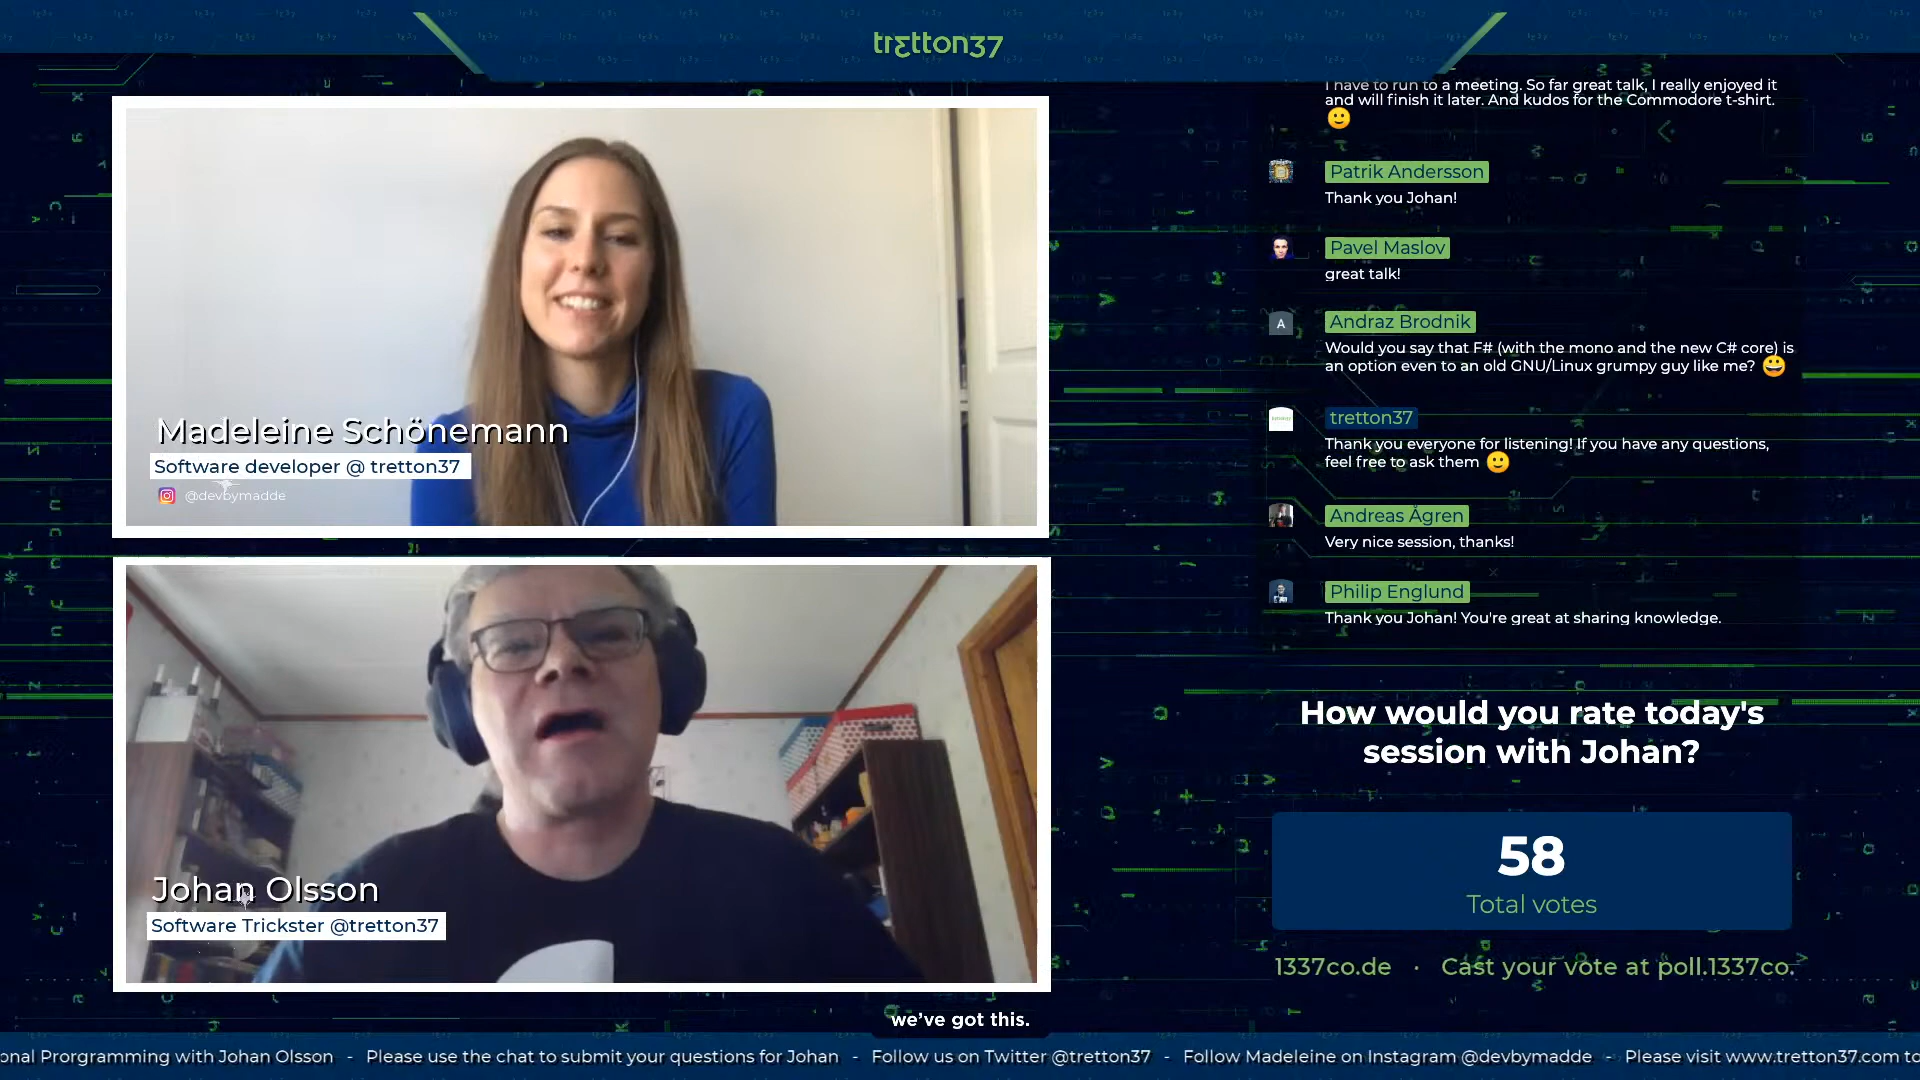 trɛtton37
I have to run to a meeting. So far great talk, I really enjoyed it
and will finish it later. And kudos for the Commodore t-shirt.
🙂
Patrik Andersson
Thank you Johan!
Pavel Maslov
great talk!
A
Andraz Brodnik
Would you say that F# (with the mono and the new C# core) is
an option even to an old GNU/Linux grumpy guy like me? 😀
tretton37
Thank you everyone for listening! If you have any questions,
feel free to ask them 🙂
Andreas Ågren
Very nice session, thanks!
Philip Englund
Thank you Johan! You're great at sharing knowledge.
Madeleine Schönemann
Software developer @ tretton37
@devbymadde
Johan Olsson
Software Trickster @tretton37
How would you rate today's
session with Johan?
58
Total votes
1337co.de · Cast your vote at poll.1337co.
we've got this.
onal Prorgramming with Johan Olsson - Please use the chat to submit your questions for Johan - Follow us on Twitter @tretton37 - Follow Madeleine on Instagram @devbymadde - Please visit www.tretton37.com to